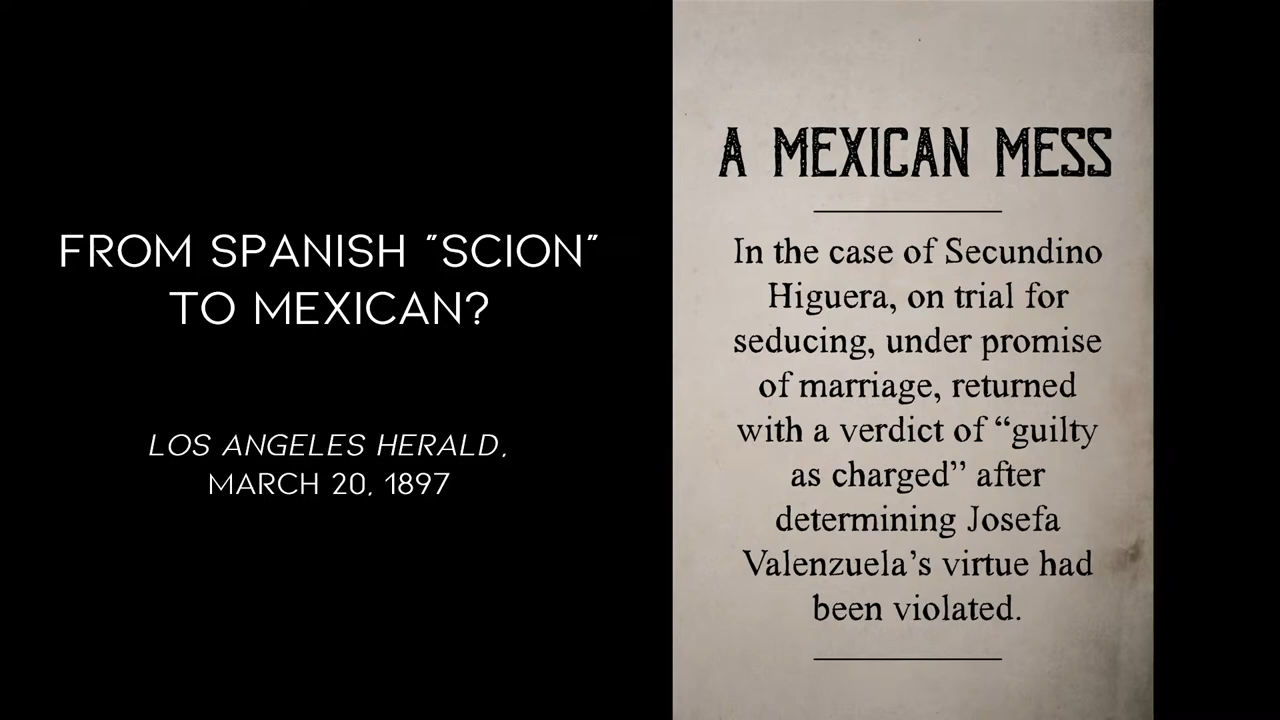 FROM SPANISH "SCION"
TO MEXICAN?
LOS ANGELES HERALD,
MARCH 20, 1897
A MEXICAN MESS
In the case of Secundino
Higuera, on trial for
seducing, under promise
of marriage, returned
with a verdict of “guilty
as charged” after
determining Josefa
Valenzuela’s virtue had
been violated.